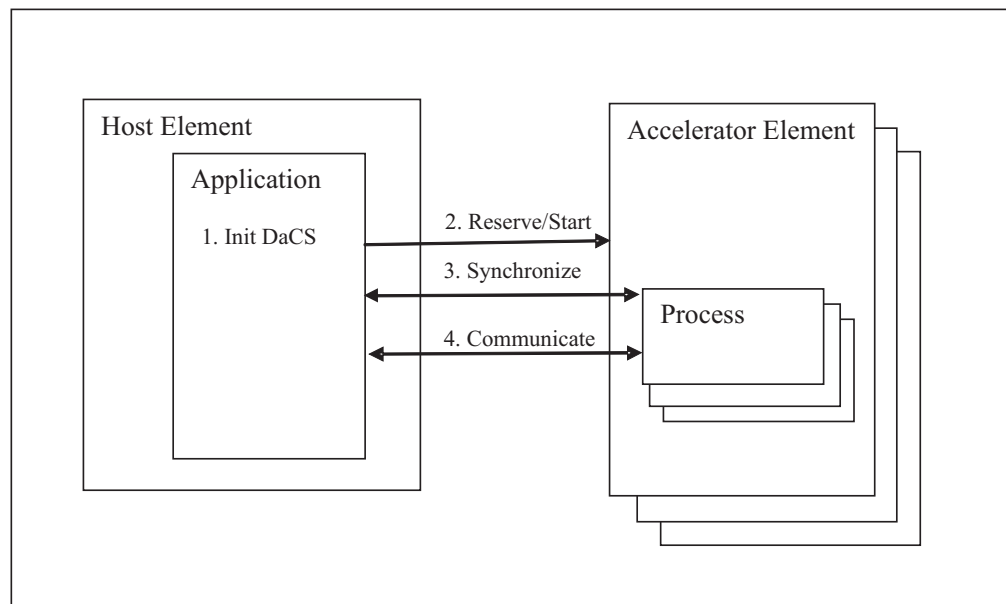 Host Element
Application
1. Init DaCS
2. Reserve/Start
3. Synchronize
4. Communicate
Accelerator Element
Process